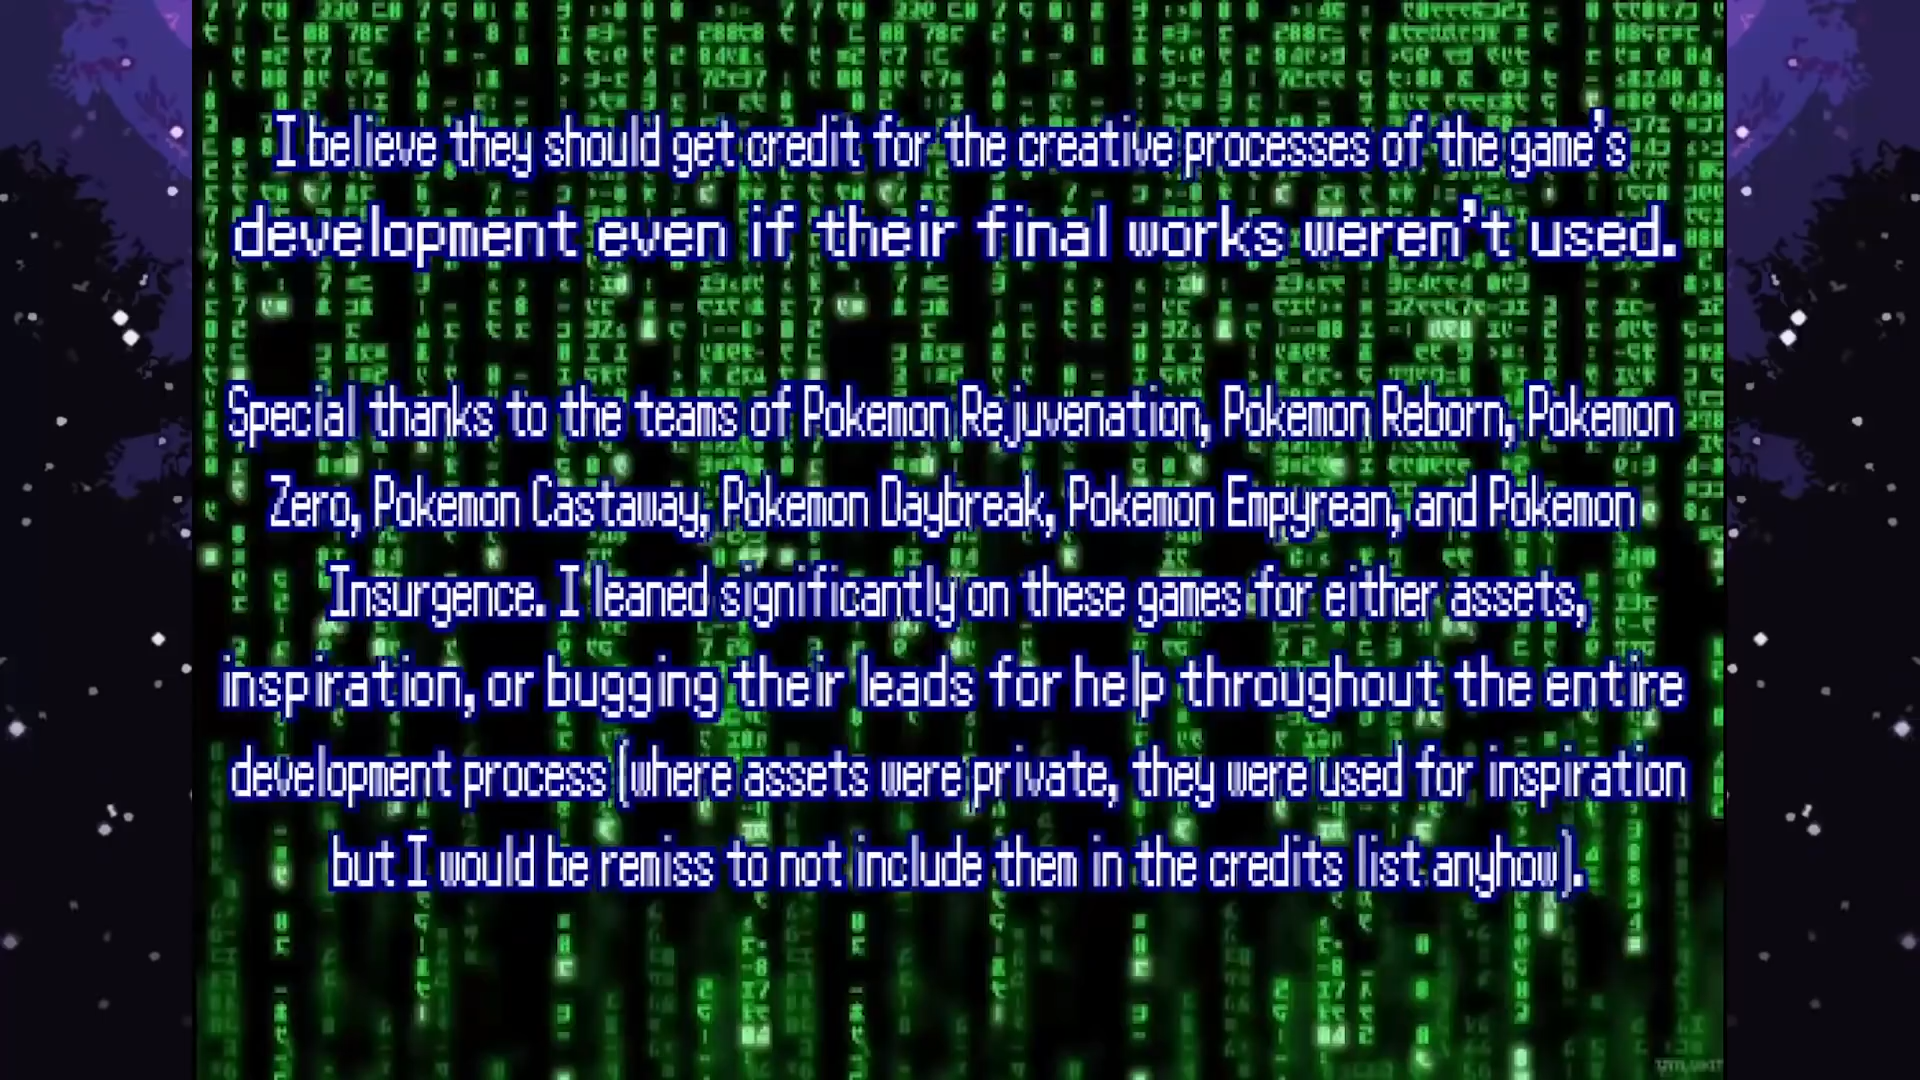 I believe they should get credit for the creative processes of the game's
development even if their final works weren't used.
Special thanks to the teams of Pokemon Rejuvenation, Pokemon Reborn, Pokemon
Zero, Pokemon Castaway, Pokemon Daybreak, Pokemon Empyrean, and Pokemon
Insurgence. I leaned significantly on these games for either assets,
inspiration, or bugging their leads for help throughout the entire
development process (where assets were private, they were used for inspiration
but I would be remiss to not include them in the credits list anyhow).